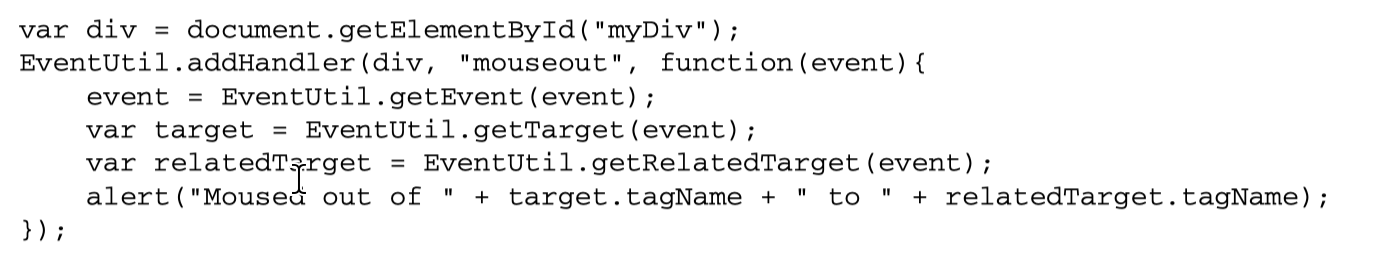 var div = document.getElementById("myDiv");
EventUtil.addHandler(div, "mouseout", function(event){
    event = EventUtil.getEvent(event);
    var target = EventUtil.getTarget(event);
    var relatedTarget = EventUtil.getRelatedTarget(event);
    alert("Moused out of " + target.tagName + " to " + relatedTarget.tagName);
});